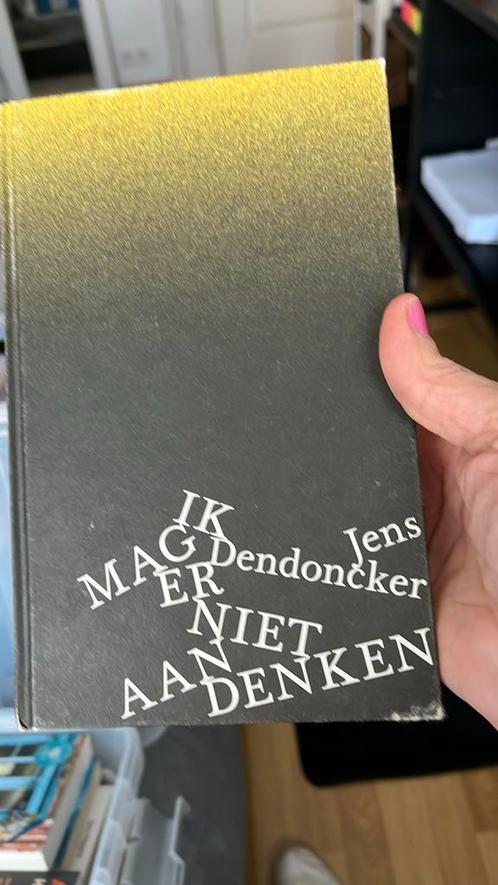 IK
MAG
ER
NIET
AAN
DENKEN
Jens
Dendoncker